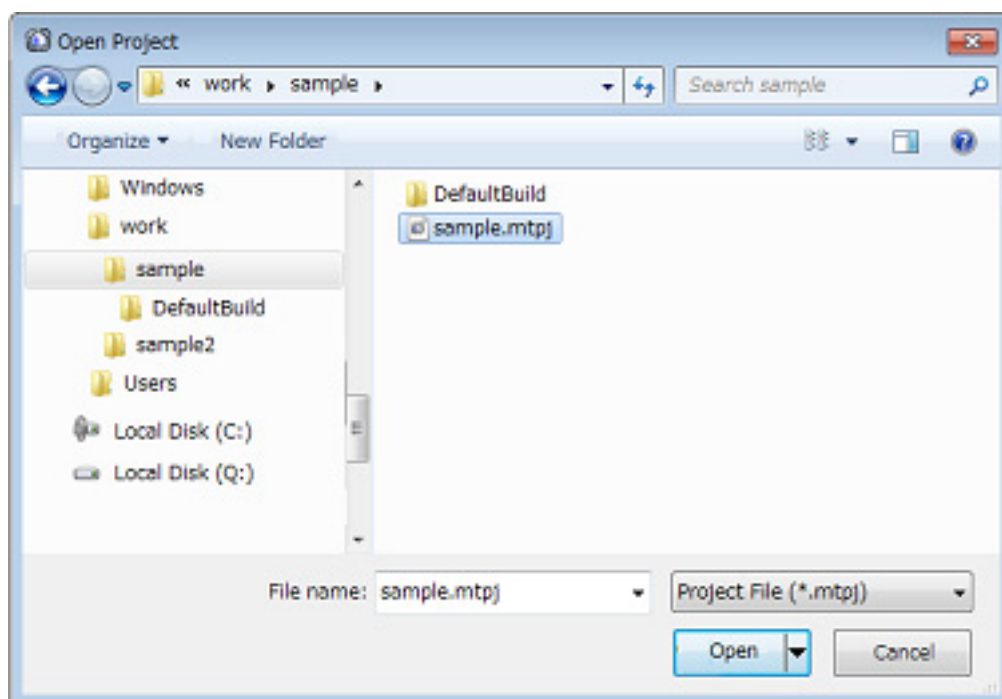 Open Project
« work ▸ sample ▸ Search sample
Organize ▾ New Folder
Windows
work
sample
DefaultBuild
sample2
Users
Local Disk (C:)
Local Disk (Q:)
DefaultBuild
sample.mtpj
File name: sample.mtpj Project File (*.mtpj)
Open Cancel